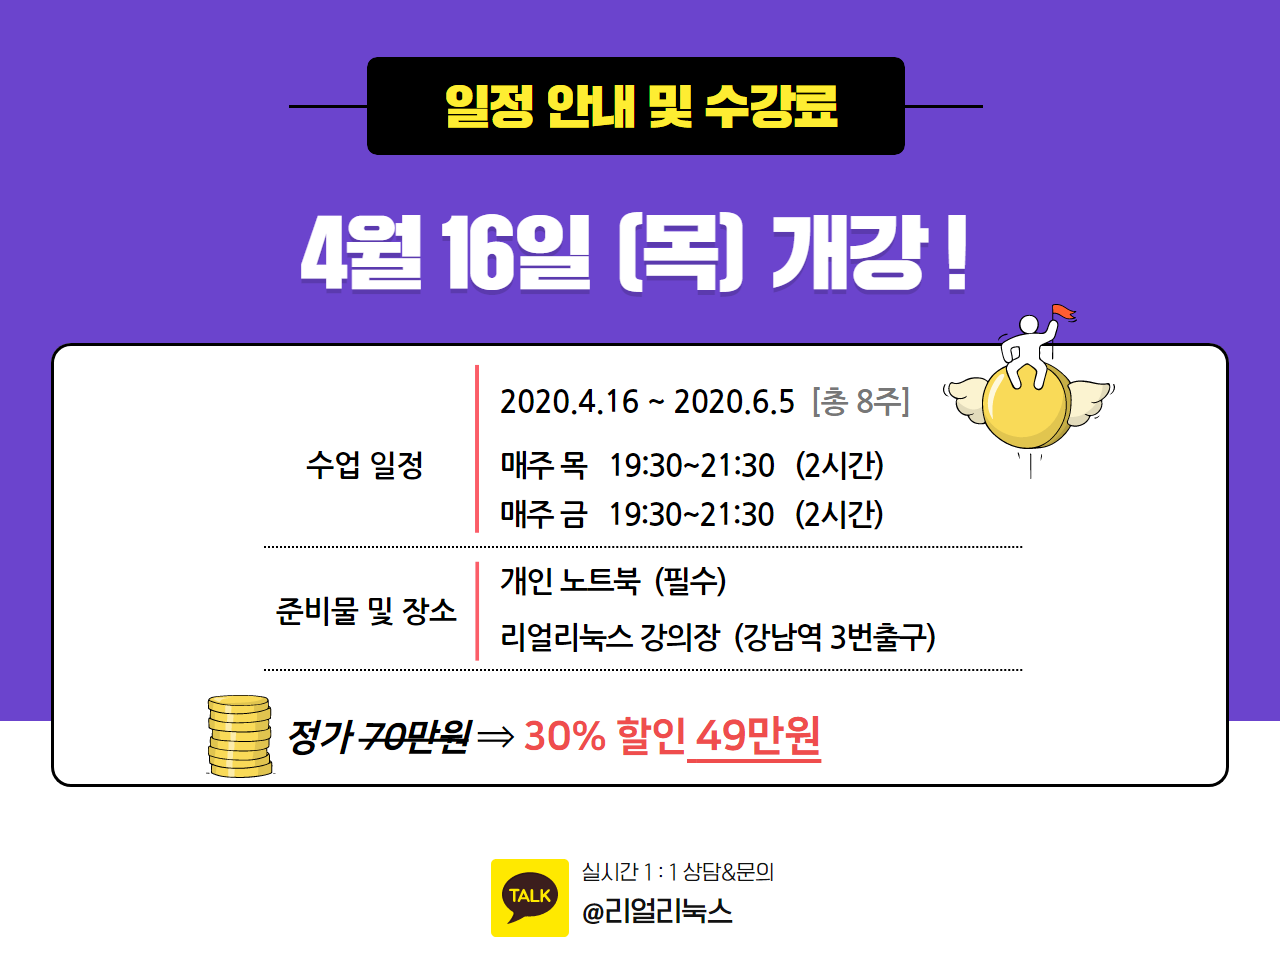 일정 안내 및 수강료
4월 16일 (목) 개강 !
수업 일정
2020.4.16 ~ 2020.6.5 [총 8주]
매주 목 19:30~21:30 (2시간)
매주 금 19:30~21:30 (2시간)
준비물 및 장소
개인 노트북 (필수)
리얼리눅스 강의장 (강남역 3번출구)
정가 70만원 ⇒ 30% 할인 49만원
TALK
실시간 1 : 1 상담&문의
@리얼리눅스